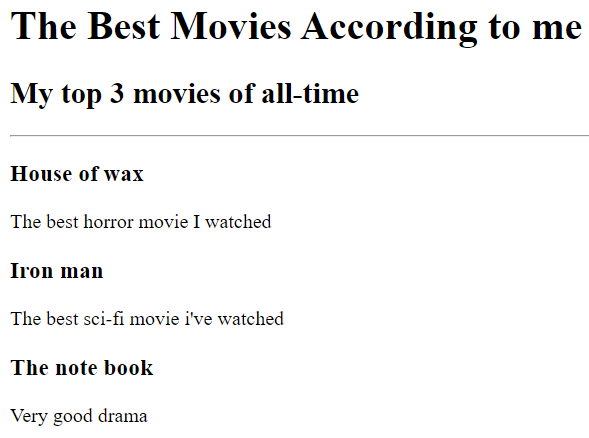 The Best Movies According to me
My top 3 movies of all-time
House of wax
The best horror movie I watched
Iron man
The best sci-fi movie i've watched
The note book
Very good drama